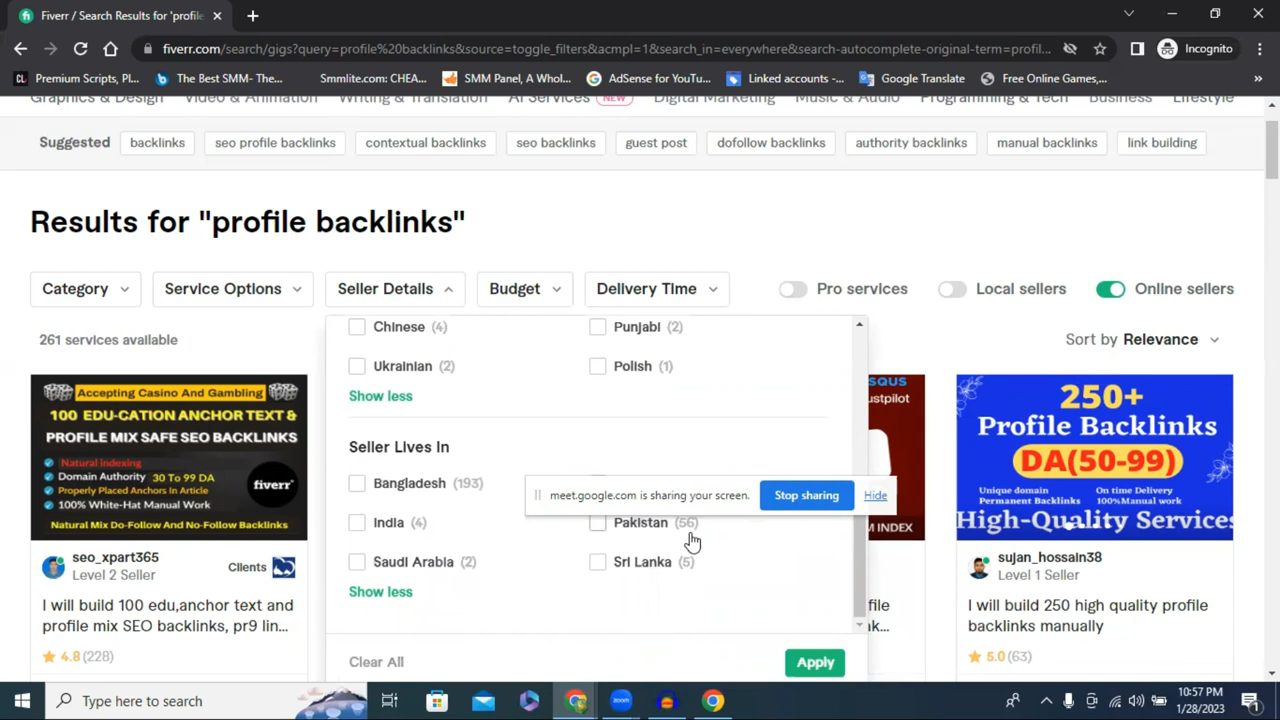 Fiverr / Search Results for 'profile
Incognito
fiverr.com/search/gigs?query=profile%20backlinks&source=toggle_filters&acmpl=1&search_in=everywhere&search-autocomplete-original-term=profil...
Premium Scripts, Pl...
The Best SMM- The...
Smmlite.com: CHEA...
SMM Panel, A Whol...
AdSense for YouTu...
Linked accounts -...
Google Translate
Free Online Games,...
Graphics & Design
Video & Animation
Writing & Translation
AI Services
NEW
Digital Marketing
Music & Audio
Programming & Tech
Business
Lifestyle
Suggested
backlinks
seo profile backlinks
contextual backlinks
seo backlinks
guest post
dofollow backlinks
authority backlinks
manual backlinks
link building
Results for "profile backlinks"
Category
Service Options
Seller Details
Budget
Delivery Time
Pro services
Local sellers
Online sellers
261 services available
Sort by Relevance
Chinese (4)
Punjabi (2)
Ukrainian (2)
Polish (1)
Show less
Seller Lives In
Bangladesh (193)
India (4)
Pakistan (56)
Saudi Arabia (2)
Sri Lanka (5)
Show less
Clear All
Apply
meet.google.com is sharing your screen.
Stop sharing
Hide
Accepting Casino And Gambling
100 EDU-CATION ANCHOR TEXT &
PROFILE MIX SAFE SEO BACKLINKS
Natural indexing
Domain Authority 30 To 99 DA
Properly Placed Anchors In Article
100% White-Hat Manual Work
fiverr®
Natural Mix Do-Follow And No-Follow Backlinks
seo_xpart365
Level 2 Seller
Clients
I will build 100 edu,anchor text and
profile mix SEO backlinks, pr9 lin...
4.8 (228)
250+
Profile Backlinks
DA(50-99)
Unique domain
Permanent Backlinks
On time Delivery
100%Manual work
High-Quality Services
sujan_hossain38
Level 1 Seller
I will build 250 high quality profile
backlinks manually
5.0 (63)
Type here to search
zoom
10:57 PM
1/28/2023